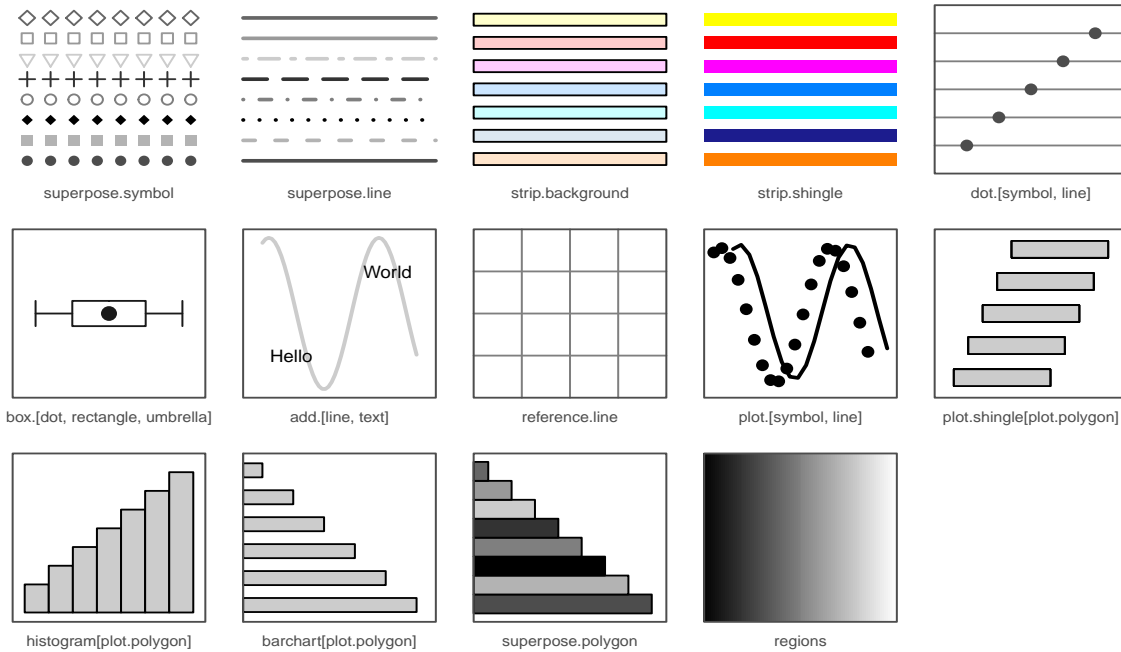 superpose.symbol
superpose.line
strip.background
strip.shingle
dot.[symbol, line]
World
Hello
box.[dot, rectangle, umbrella]
add.[line, text]
reference.line
plot.[symbol, line]
plot.shingle[plot.polygon]
histogram[plot.polygon]
barchart[plot.polygon]
superpose.polygon
regions